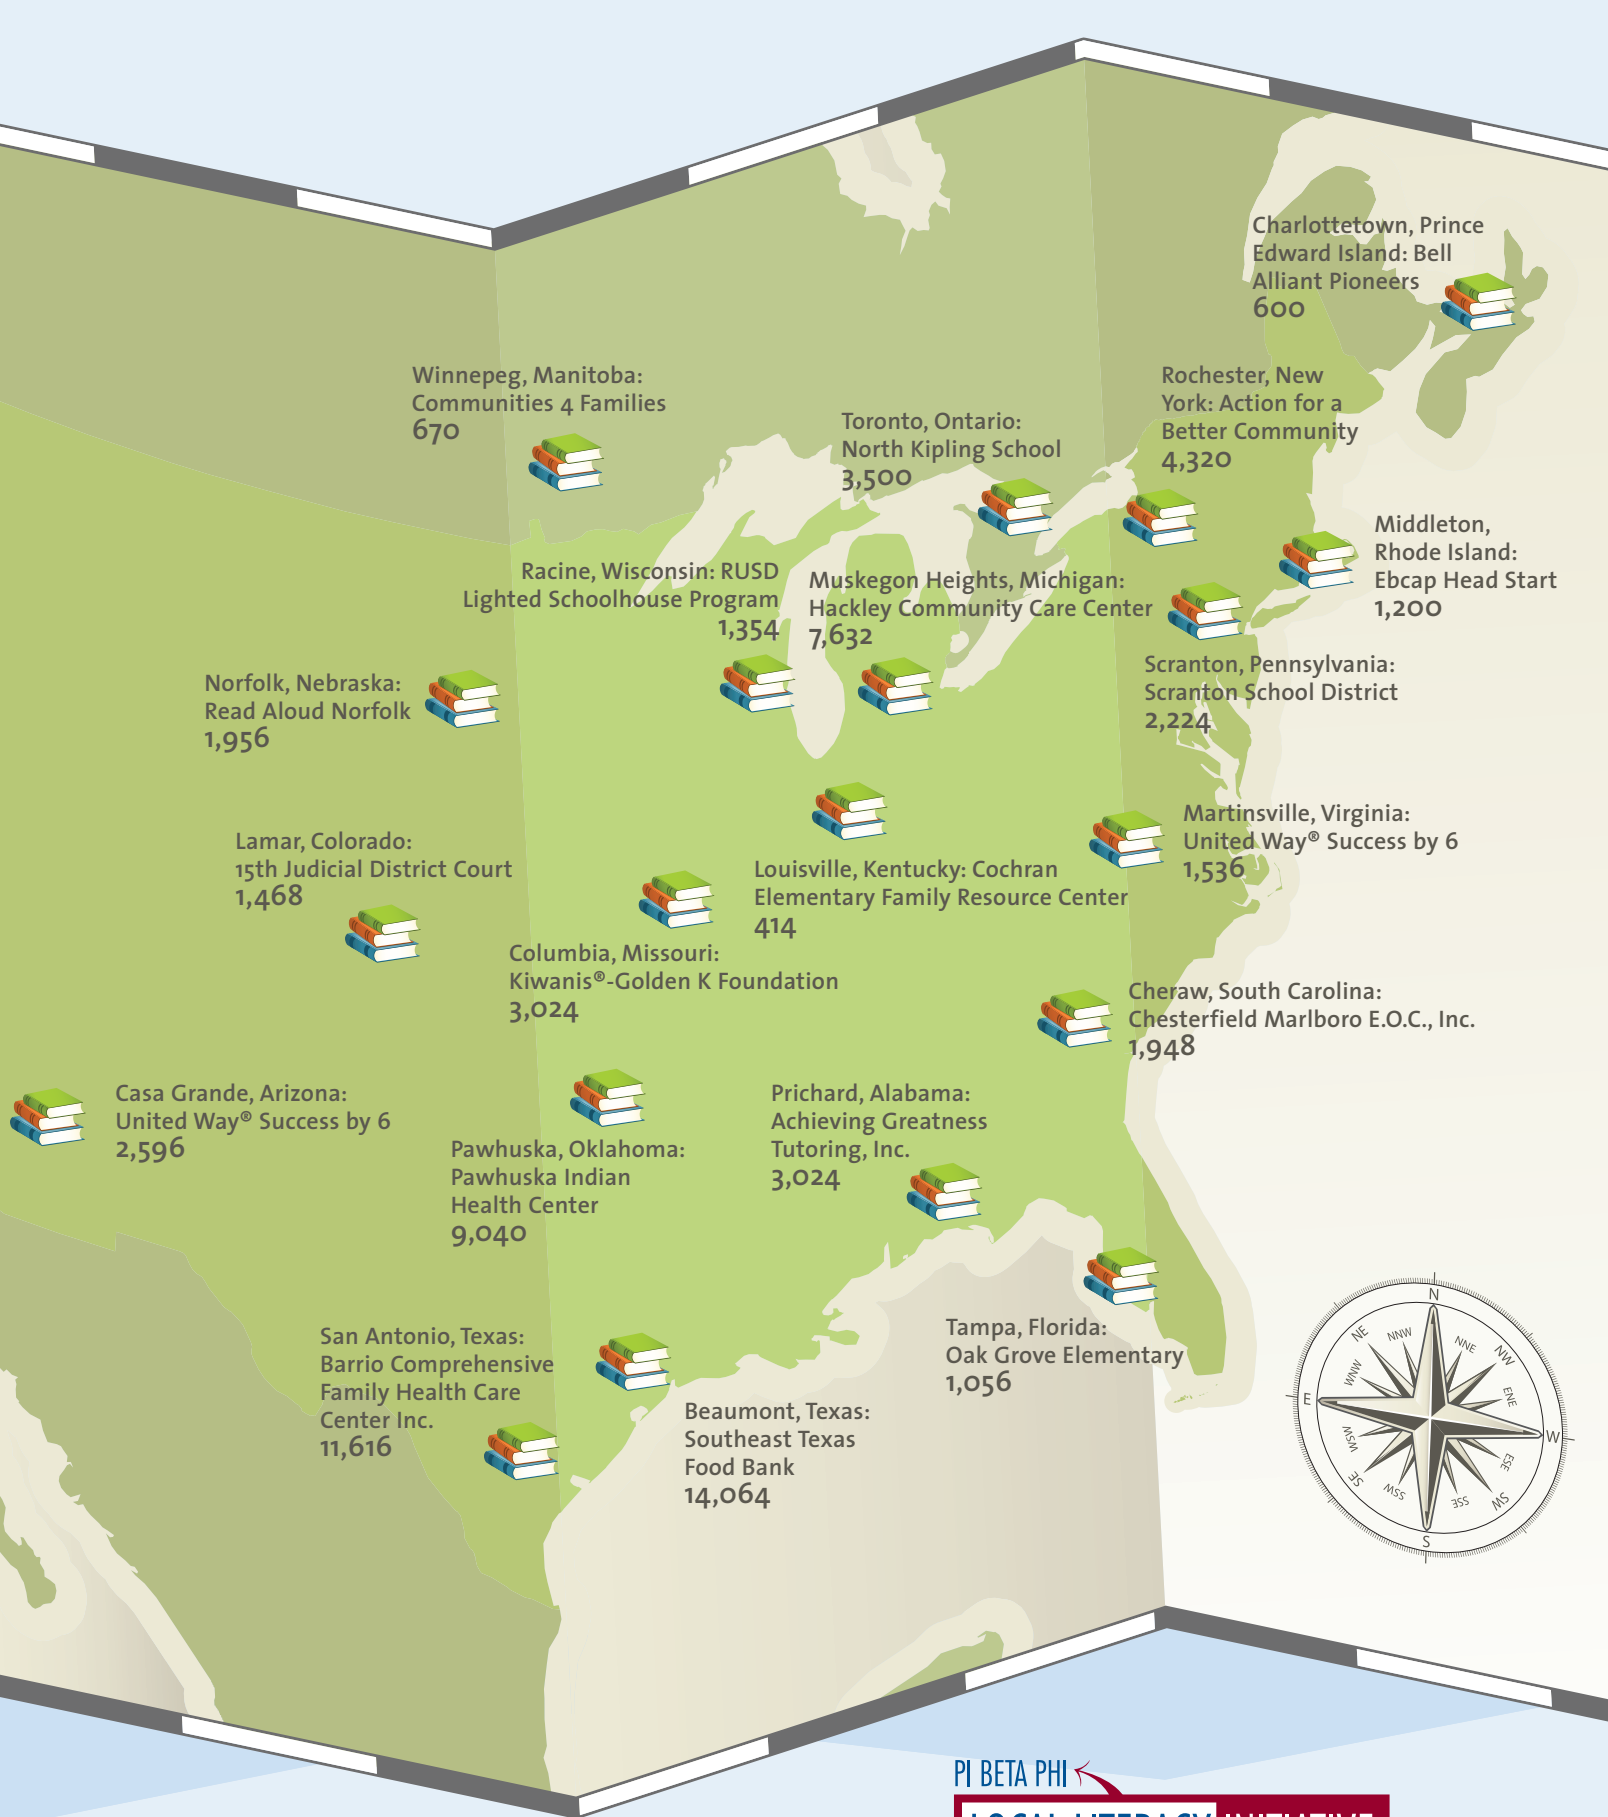 Charlottetown, Prince
Edward Island: Bell
Alliant Pioneers
600
Winnepeg, Manitoba:
Communities 4 Families
670
Toronto, Ontario:
North Kipling School
3,500
Rochester, New
York: Action for a
Better Community
4,320
Middleton,
Rhode Island:
Ebcap Head Start
1,200
Racine, Wisconsin: RUSD
Lighted Schoolhouse Program
1,354
Muskegon Heights, Michigan:
Hackley Community Care Center
7,632
Scranton, Pennsylvania:
Scranton School District
2,224
Norfolk, Nebraska:
Read Aloud Norfolk
1,956
Martinsville, Virginia:
United Way® Success by 6
1,536
Lamar, Colorado:
15th Judicial District Court
1,468
Louisville, Kentucky: Cochran
Elementary Family Resource Center
414
Columbia, Missouri:
Kiwanis®-Golden K Foundation
3,024
Cheraw, South Carolina:
Chesterfield Marlboro E.O.C., Inc.
1,948
Casa Grande, Arizona:
United Way® Success by 6
2,596
Prichard, Alabama:
Achieving Greatness
Tutoring, Inc.
3,024
Pawhuska, Oklahoma:
Pawhuska Indian
Health Center
9,040
Tampa, Florida:
Oak Grove Elementary
1,056
San Antonio, Texas:
Barrio Comprehensive
Family Health Care
Center Inc.
11,616
Beaumont, Texas:
Southeast Texas
Food Bank
14,064
N
NNE
NW
ENE
W
ESE
SW
SSE
S
SSW
SE
WSW
E
WNW
NE
NNW
PI BETA PHI
LOCAL LITERACY INITIATIVE